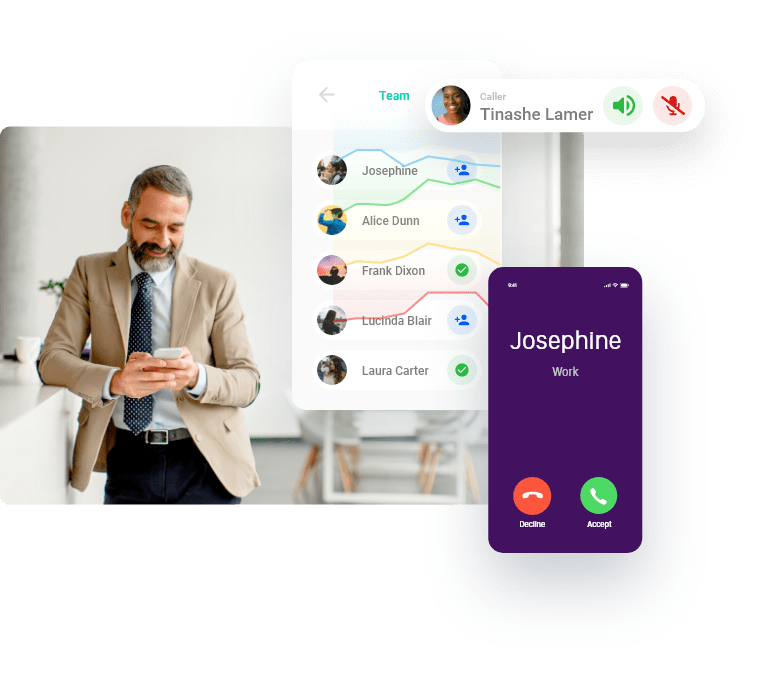 Team
Caller
Tinashe Lamer
Josephine
Alice Dunn
Frank Dixon
Lucinda Blair
Laura Carter
9:41
Josephine
Work
Decline
Accept